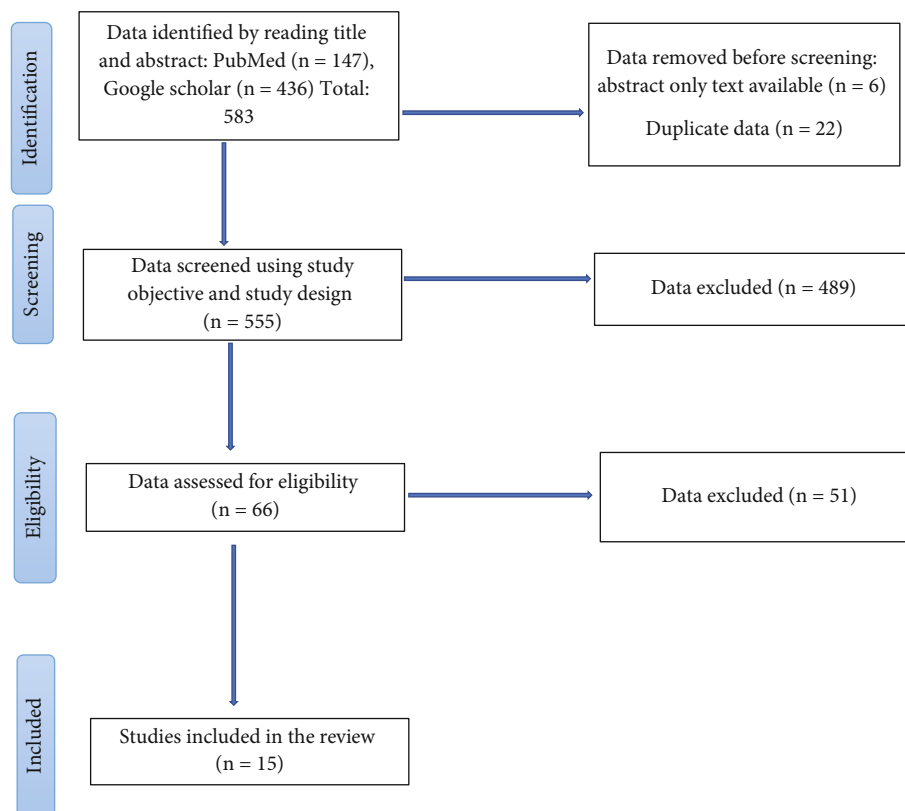 Identification
Data identified by reading title
and abstract: PubMed (n = 147),
Google scholar (n = 436) Total:
583
Data removed before screening:
abstract only text available (n = 6)
Duplicate data (n = 22)
Screening
Data screened using study
objective and study design
(n = 555)
Data excluded (n = 489)
Eligibility
Data assessed for eligibility
(n = 66)
Data excluded (n = 51)
Included
Studies included in the review
(n = 15)